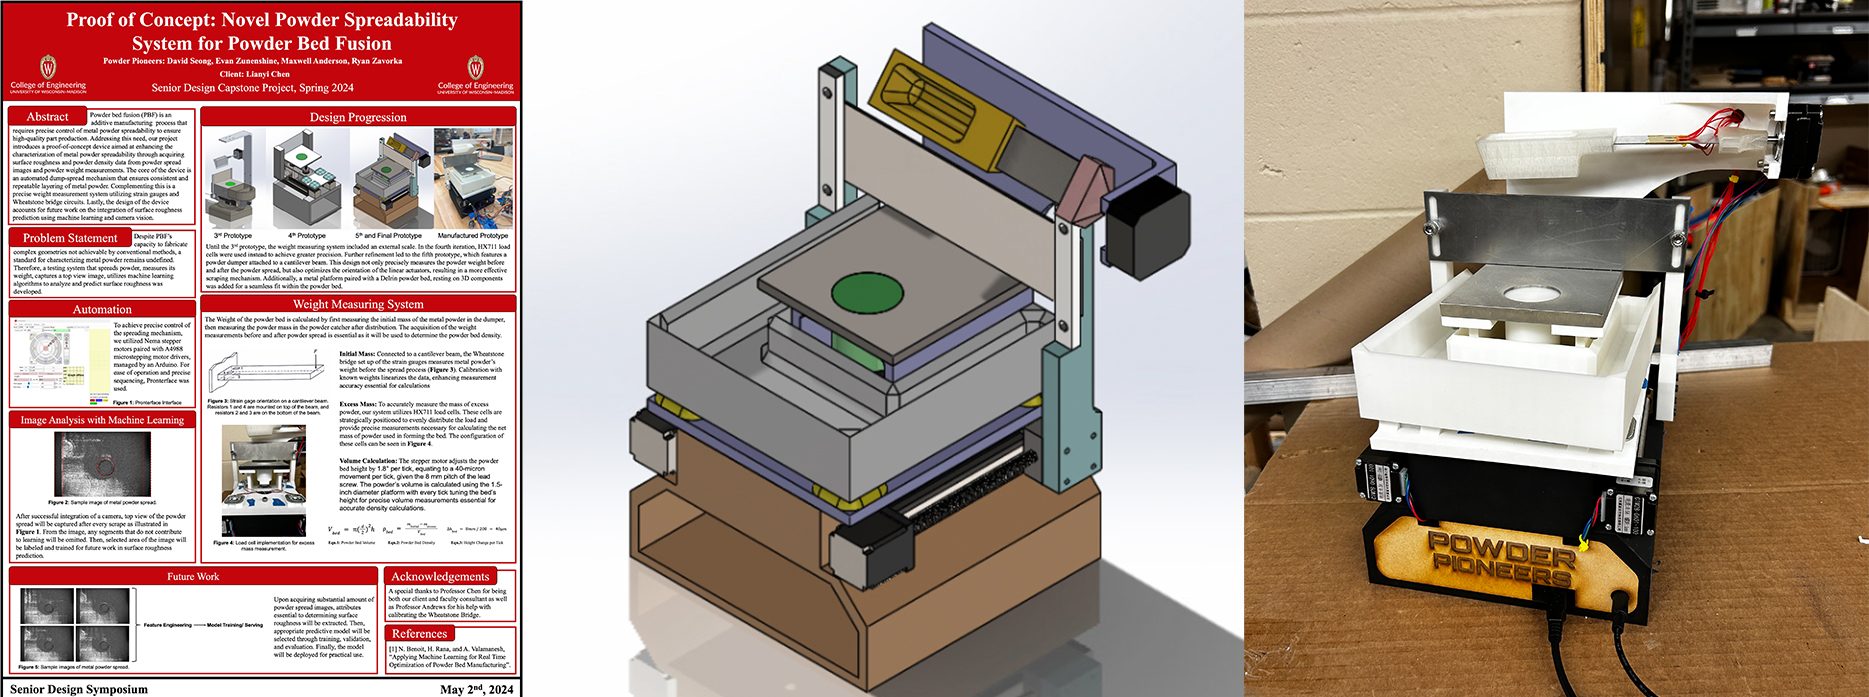 Proof of Concept: Novel Powder Spreadability
System for Powder Bed Fusion
Powder Pioneers: David Seong, Evan Zunenshine, Maxwell Anderson, Ryan Zavorka
Client: Lianyi Chen
Senior Design Capstone Project, Spring 2024
College of Engineering
UNIVERSITY OF WISCONSIN-MADISON
College of Engineering
UNIVERSITY OF WISCONSIN-MADISON
Abstract
Powder bed fusion (PBF) is an
additive manufacturing process that
requires precise control of metal powder spreadability to ensure
high-quality part production. Addressing this need, our project
introduces a proof-of-concept device aimed at enhancing the
characterization of metal powder spreadability through acquiring
surface roughness and powder density data from powder spread
images and powder weight measurements. The core of the device is
an automated dump-spread mechanism that ensures consistent and
repeatable layering of metal powder. Complementing this is a
precise weight measurement system utilizing strain gauges and
Wheatstone bridge circuits. Lastly, the design of the device
accounts for future work on the integration of surface roughness
prediction using machine learning and camera vision.
Problem Statement
Despite PBF's
capacity to fabricate
complex geometries not achievable by conventional methods, a
standard for characterizing metal powder remains undefined.
Therefore, a testing system that spreads powder, measures its
weight, captures a top view image, utilizes machine learning
algorithms to analyze and predict surface roughness was
developed.
Automation
To achieve precise control of
the spreading mechanism,
we utilized Nema stepper
motors paired with A4988
microstepping motor drivers,
managed by an Arduino. For
ease of operation and precise
sequencing, Pronterface was
used.
Figure 1: Pronterface Interface
Image Analysis with Machine Learning
Figure 2: Sample image of metal powder spread.
After successful integration of a camera, top view of the powder
spread will be captured after every scrape as illustrated in
Figure 1. From the image, any segments that do not contribute
to learning will be omitted. Then, selected area of the image will
be labeled and trained for future work in surface roughness
prediction.
Design Progression
3rd Prototype
4th Prototype
5th and Final Prototype
Manufactured Prototype
Until the 3rd prototype, the weight measuring system included an external scale. In the fourth iteration, HX711 load
cells were used instead to achieve greater precision. Further refinement led to the fifth prototype, which features a
powder dumper attached to a cantilever beam. This design not only precisely measures the powder weight before
and after the powder spread, but also optimizes the orientation of the linear actuators, resulting in a more effective
scraping mechanism. Additionally, a metal platform paired with a Delrin powder bed, resting on 3D components
was added for a seamless fit within the powder bed.
Weight Measuring System
The Weight of the powder bed is calculated by first measuring the initial mass of the metal powder in the dumper,
then measuring the powder mass in the powder catcher after distribution. The acquisition of the weight
measurements before and after powder spread is essential as it will be used to determine the powder bed density.
Figure 3: Strain gage orientation on a cantilever beam.
Resistors 1 and 4 are mounted on top of the beam, and
resistors 2 and 3 are on the bottom of the beam.
Initial Mass: Connected to a cantilever beam, the Wheatstone
bridge set up of the strain gauges measures metal powder's
weight before the spread process (Figure 3). Calibration with
known weights linearizes the data, enhancing measurement
accuracy essential for calculations
Excess Mass: To accurately measure the mass of excess
powder, our system utilizes HX711 load cells. These cells are
strategically positioned to evenly distribute the load and
provide precise measurements necessary for calculating the net
mass of powder used in forming the bed. The configuration of
these cells can be seen in Figure 4.
Figure 4: Load cell implementation for excess
mass measurement.
Volume Calculation: The stepper motor adjusts the powder
bed height by 1.8° per tick, equating to a 40-micron
movement per tick, given the 8 mm pitch of the lead
screw. The powder's volume is calculated using the 1.5-
inch diameter platform with every tick tuning the bed's
height for precise volume measurements essential for
accurate density calculations.
Eqn.1: Powder Bed Volume
Eqn.2: Powder Bed Density
Eqn.3: Height Change per Tick
Future Work
Feature Engineering
Model Training/ Serving
Figure 5: Sample images of metal powder spread.
Upon acquiring substantial amount of
powder spread images, attributes
essential to determining surface
roughness will be extracted. Then,
appropriate predictive model will be
selected through training, validation,
and evaluation. Finally, the model
will be deployed for practical use.
Acknowledgements
A special thanks to Professor Chen for being
both our client and faculty consultant as well
as Professor Andrews for his help with
calibrating the Wheatstone Bridge.
References
[1] N. Benoit, H. Rana, and A. Valamanesh,
"Applying Machine Learning for Real Time
Optimization of Powder Bed Manufacturing".
Senior Design Symposium
May 2nd, 2024
POWDER
PIONEERS